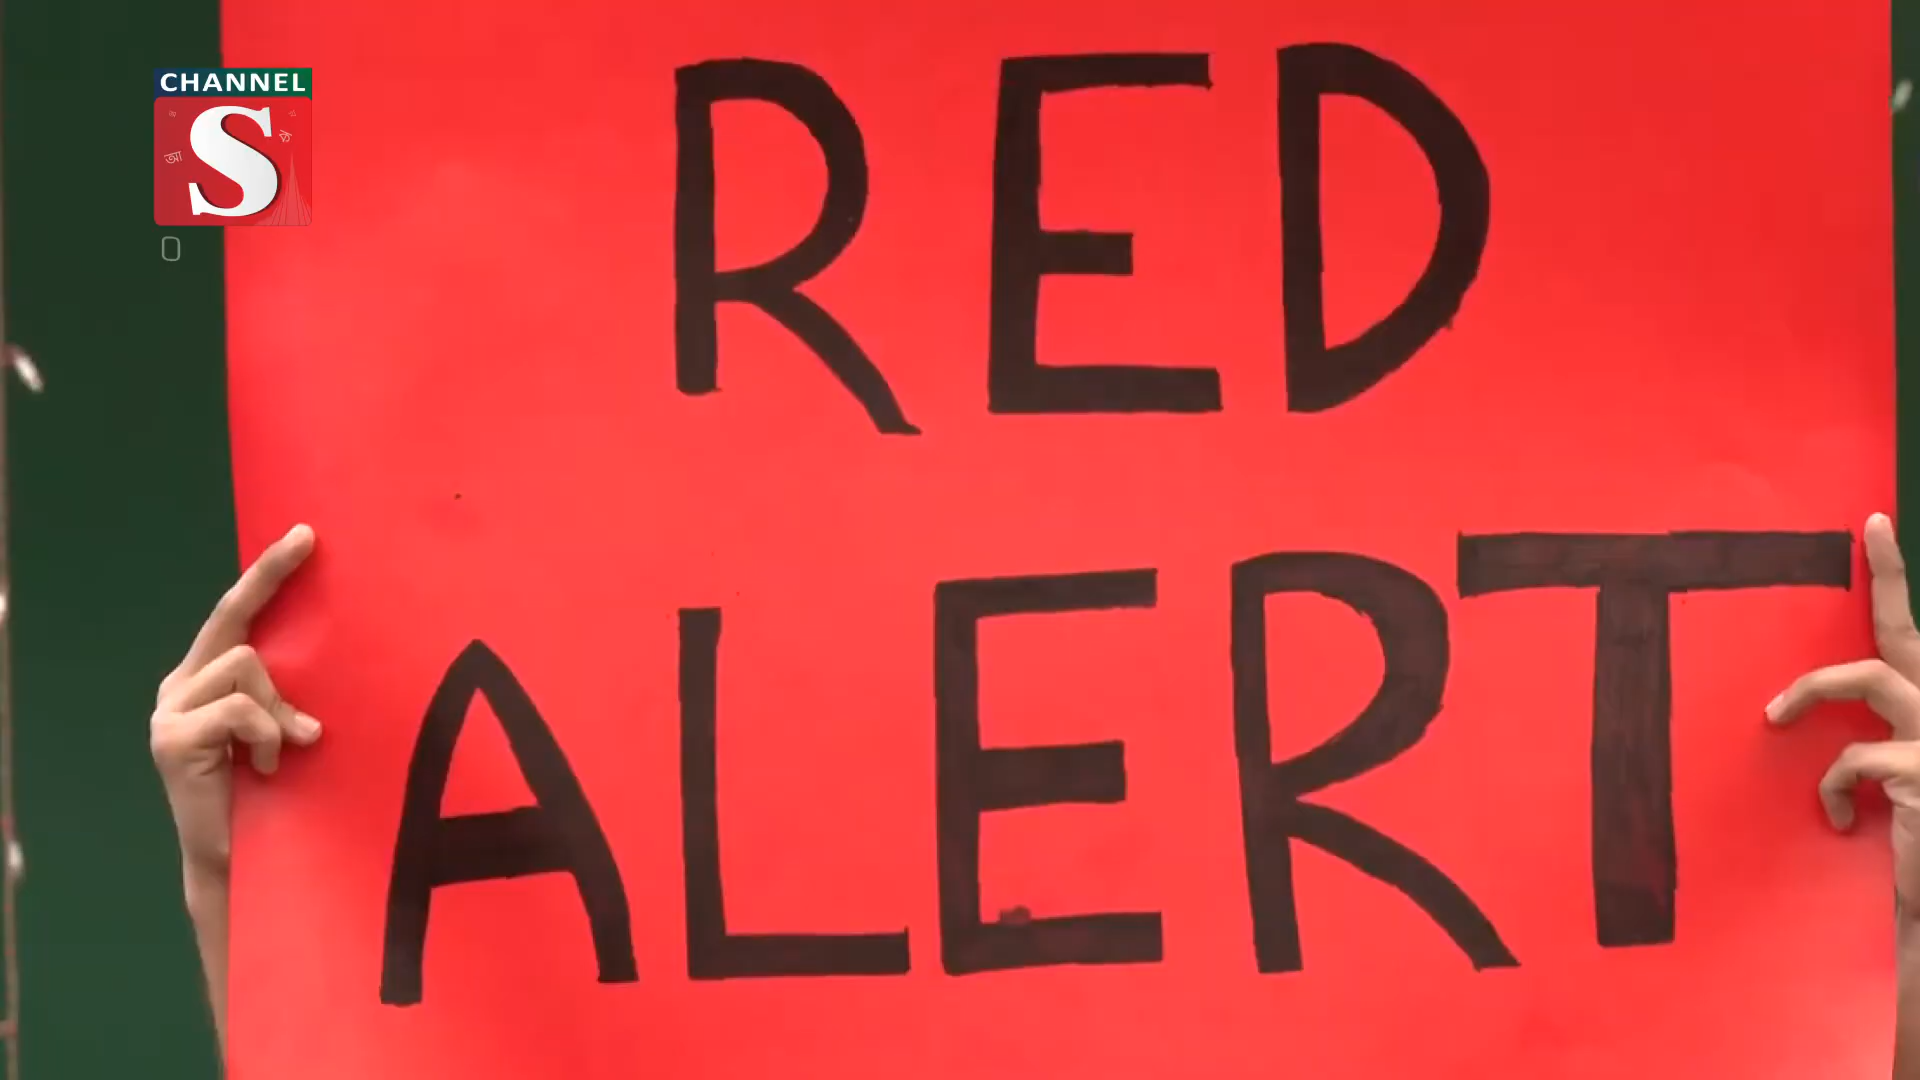 CHANNEL
S
আ
ক
RED
ALERT